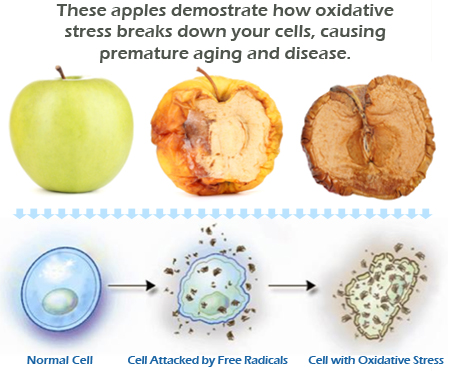 These apples demostrate how oxidative
stress breaks down your cells, causing
premature aging and disease.
Normal Cell
Cell Attacked by Free Radicals
Cell with Oxidative Stress